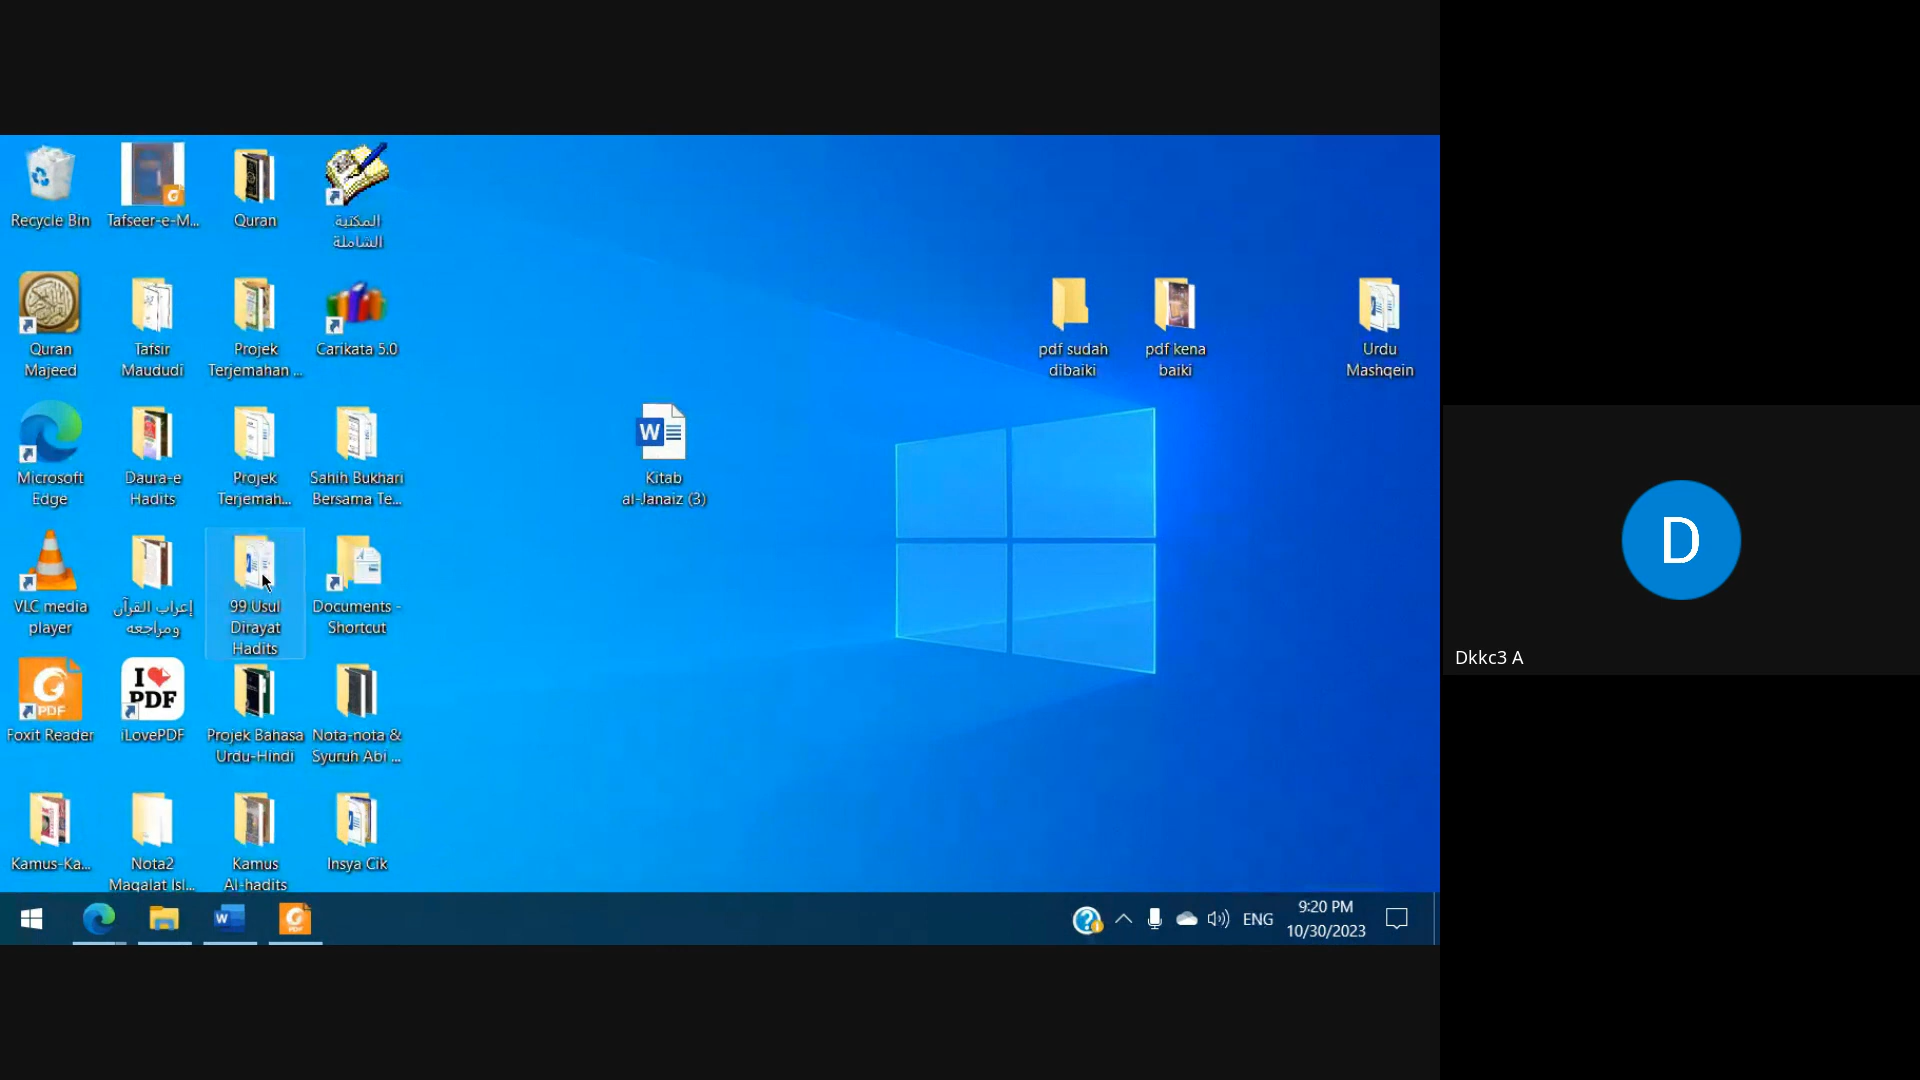 Recycle Bin
Tafseer-e-M...
Quran
المكتبة
الشاملة
Quran
Majeed
Tafsir
Maududi
Projek
Terjemahan ...
Carikata 5.0
pdf sudah
dibaiki
pdf kena
baiki
Urdu
Mashqein
Microsoft
Edge
Daura-e
Hadits
Projek
Terjemah...
Sahih Bukhari
Bersama Te...
W
Kitab
al-Janaiz (3)
VLC media
player
إعراب القرآن
ومراجعه
99 Usul
Dirayat
Hadits
Documents -
Shortcut
D
Dkkc3 A
PDF
Foxit Reader
I
PDF
iLovePDF
Projek Bahasa
Urdu-Hindi
Nota-nota &
Syuruh Abi ...
Kamus-Ka...
Nota2
Maqalat Isl...
Kamus
Al-hadits
Insya Cik
W
PDF
ENG
9:20 PM
10/30/2023